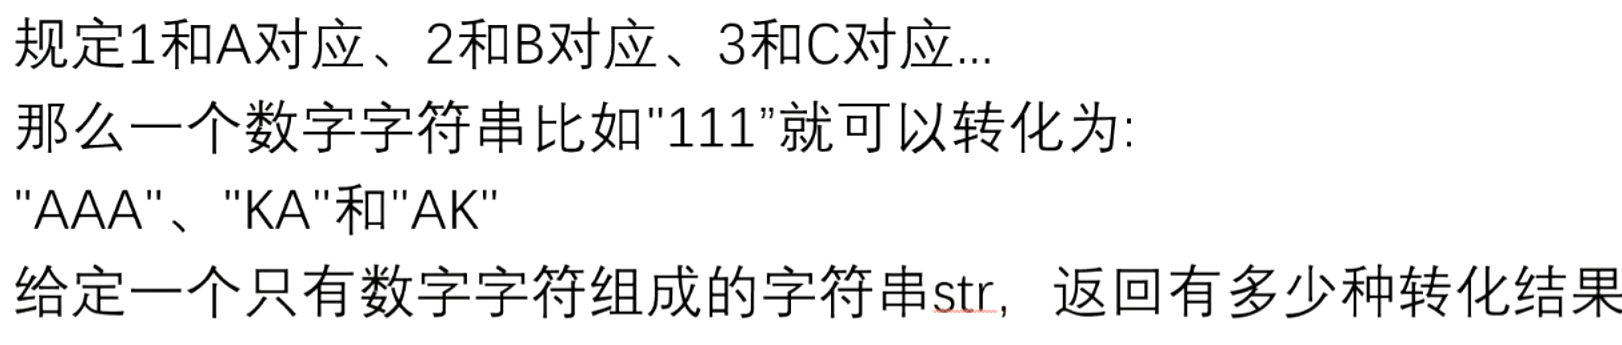 规定1和A对应、2和B对应、3和C对应...
那么一个数字字符串比如"111”就可以转化为:
"AAA"、"KA"和"AK"
给定一个只有数字字符组成的字符串str,  返回有多少种转化结果